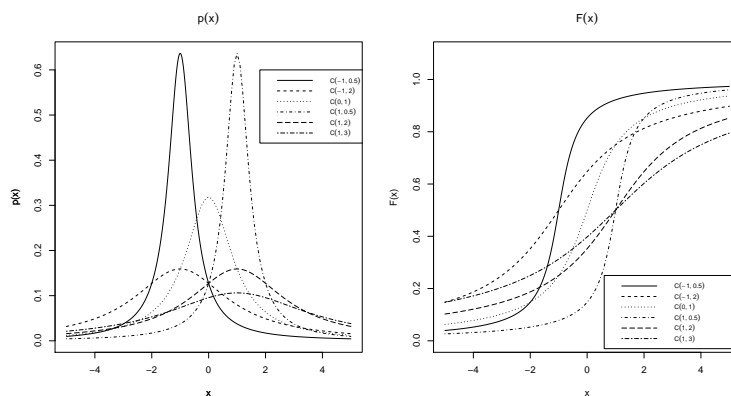 p(x)
p(x)
0.6
0.5
0.4
0.3
0.2
0.1
0.0
−4 −2 0 2 4
x
C(−1, 0.5)
C(−1, 2)
C(0, 1)
C(1, 0.5)
C(1, 2)
C(1, 3)
F(x)
F(x)
1.0
0.8
0.6
0.4
0.2
0.0
−4 −2 0 2 4
x
C(−1, 0.5)
C(−1, 2)
C(0, 1)
C(1, 0.5)
C(1, 2)
C(1, 3)